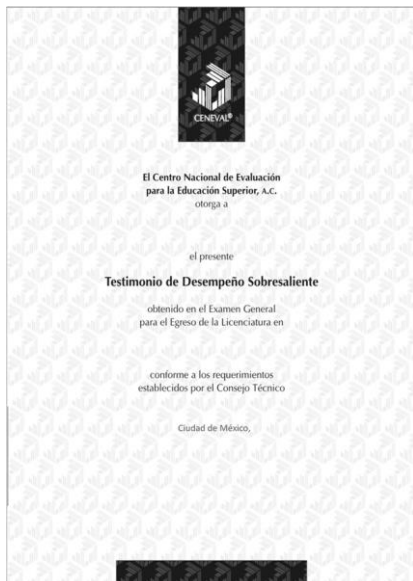 CENEVAL®
El Centro Nacional de Evaluación
para la Educación Superior, A.C.
otorga a
el presente
Testimonio de Desempeño Sobresaliente
obtenido en el Examen General
para el Egreso de la Licenciatura en
conforme a los requerimientos
establecidos por el Consejo Técnico
Ciudad de México,